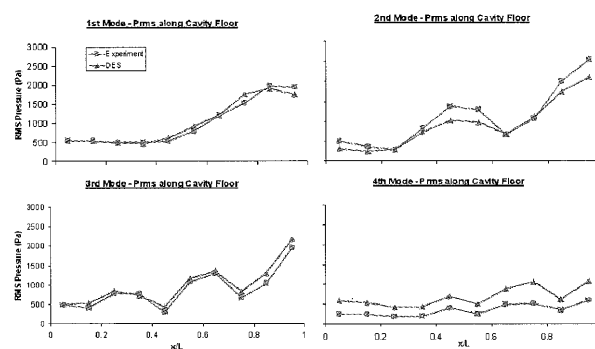 1st Mode - Prms along Cavity Floor
2nd Mode - Prms along Cavity Floor
RMS Pressure (Pa)
3000
2500
2000
1500
1000
500
0
Experiment
DES
3rd Mode - Prms along Cavity Floor
4th Mode - Prms along Cavity Floor
RMS Pressure (Pa)
3000
2500
2000
1500
1000
500
0
0 0.2 0.4 0.6 0.8 1
x/L
0 0.2 0.4 0.6 0.8
x/L